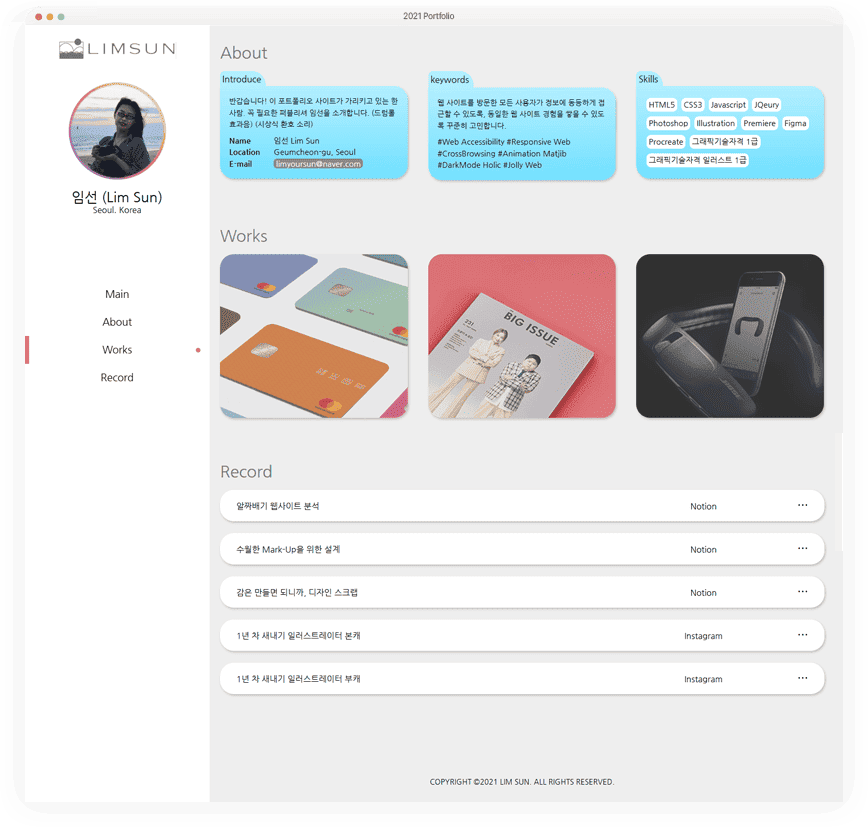 2021 Portfolio
LIMSUN
임선 (Lim Sun)
Seoul. Korea
Main
About
Works
Record
About
Introduce
반갑습니다! 이 포트폴리오 사이트가 가리키고 있는 한
사람. 꼭 필요한 퍼블리셔 임선을 소개합니다. (드럼롤
효과음) (시상식 환호 소리)
Name 임선 Lim Sun
Location Geumcheon-gu, Seoul
E-mail limyoursun@naver.com
keywords
웹 사이트를 방문한 모든 사용자가 정보에 동등하게 접
근할 수 있도록, 동일한 웹 사이트 경험을 쌓을 수 있도
록 꾸준히 고민합니다.
#Web Accessibility #Responsive Web
#CrossBrowsing #Animation Matjib
#DarkMode Holic #Jolly Web
Skills
HTML5 CSS3 Javascript JQeury
Photoshop Illustration Premiere Figma
Procreate 그래픽기술자격 1급
그래픽기술자격 일러스트 1급
Works
BIG ISSUE
Record
알짜배기 웹사이트 분석 Notion ...
수월한 Mark-Up을 위한 설계 Notion ...
감은 만들면 되니까, 디자인 스크랩 Notion ...
1년 차 새내기 일러스트레이터 본캐 Instagram ...
1년 차 새내기 일러스트레이터 부캐 Instagram ...
COPYRIGHT ©2021 LIM SUN. ALL RIGHTS RESERVED.